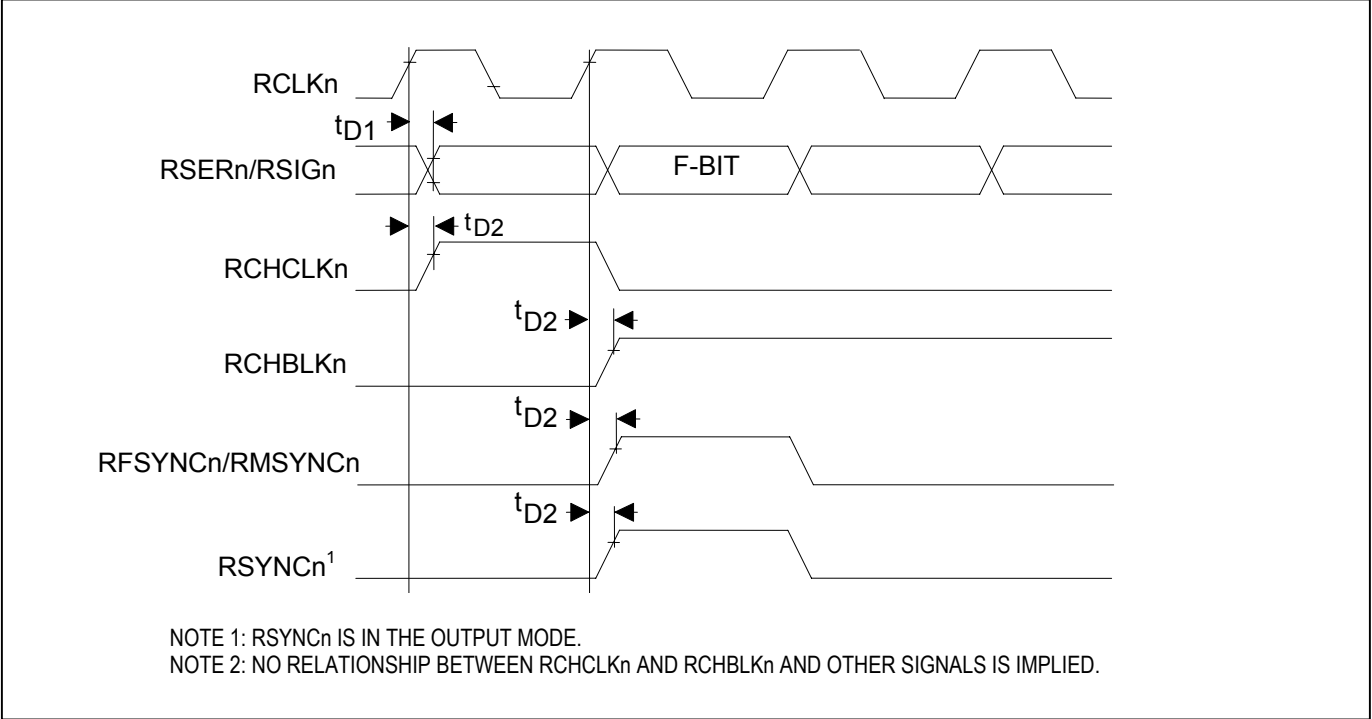 RCLKn
tD1
RSERn/RSIGn
F-BIT
tD2
RCHCLKn
tD2
RCHBLKn
tD2
RFSYNCn/RMSYNCn
tD2
RSYNCn1
NOTE 1: RSYNCn IS IN THE OUTPUT MODE.
NOTE 2: NO RELATIONSHIP BETWEEN RCHCLKn AND RCHBLKn AND OTHER SIGNALS IS IMPLIED.